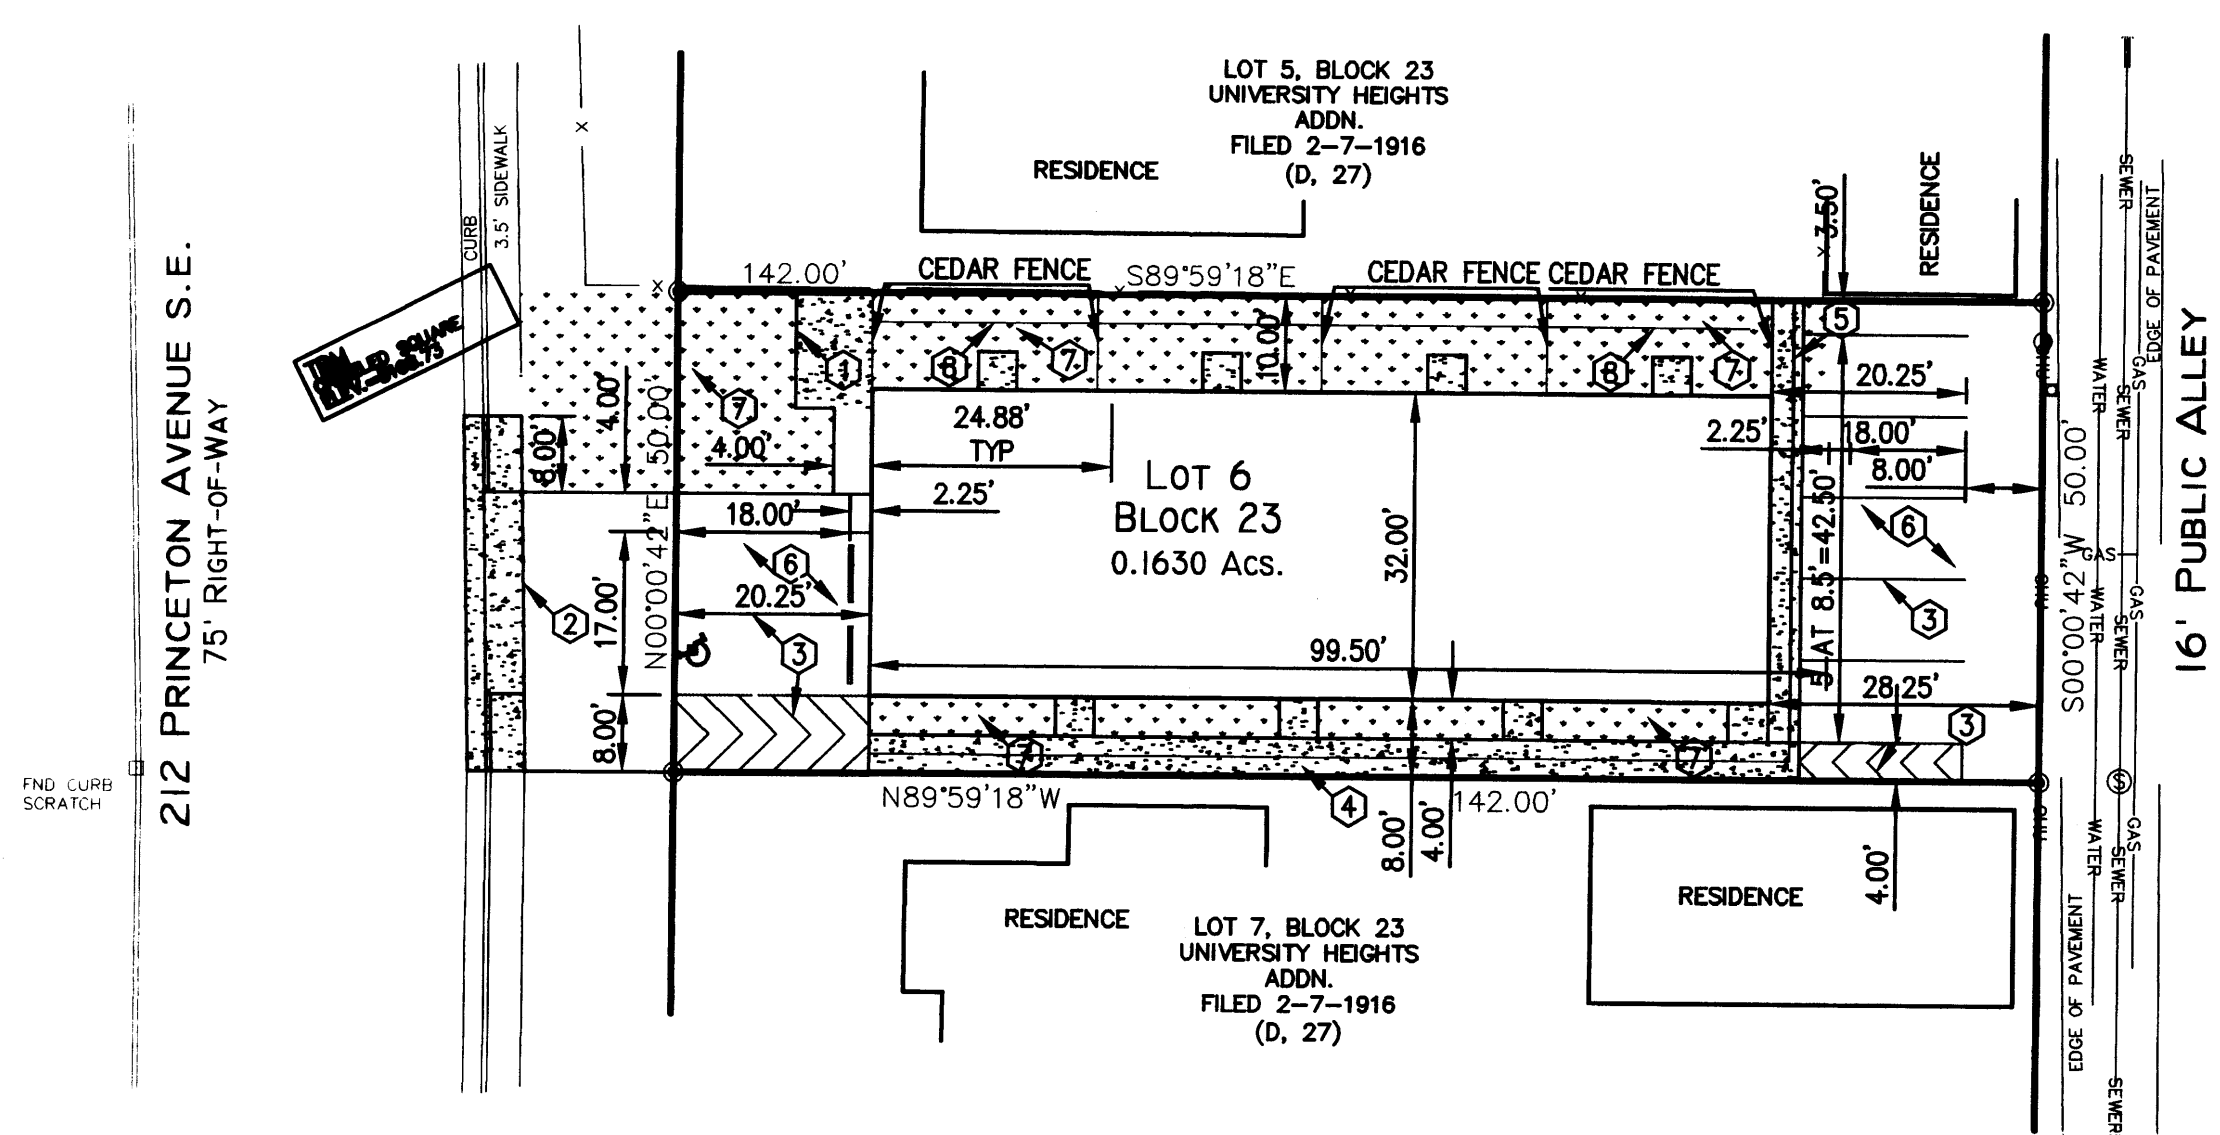 LOT 5, BLOCK 23
UNIVERSITY HEIGHTS
ADDN.
FILED 2-7-1916
(D, 27)
RESIDENCE
RESIDENCE
3.50'
CURB
3.5' SIDEWALK
212 PRINCETON AVENUE S.E.
75' RIGHT-OF-WAY
FND CURB
SCRATCH
142.00'
CEDAR FENCE
S89°59'18"E
CEDAR FENCE
CEDAR FENCE
1
8
7
10.00'
8
7
5
7
4.00'
8.00'
50.00'
N00°00'42"E
4.00'
24.88'
TYP
2.25'
18.00'
6
20.25'
3
2
17.00'
8.00'
LOT 6
BLOCK 23
0.1630 ACS.
32.00'
99.50'
20.25'
2.25'
18.00'
8.00'
6
3
5 AT 8.5'=42.50'
28.25'
3
7
7
4
N89°59'18"W
142.00'
8.00'
4.00'
4.00'
RESIDENCE
LOT 7, BLOCK 23
UNIVERSITY HEIGHTS
ADDN.
FILED 2-7-1916
(D, 27)
RESIDENCE
S00°00'42"W 50.00'
16' PUBLIC ALLEY
EDGE OF PAVEMENT
EDGE OF PAVEMENT
SEWER
SEWER
SEWER
SEWER
SEWER
WATER
WATER
WATER
GAS
GAS
GAS
GAS
S